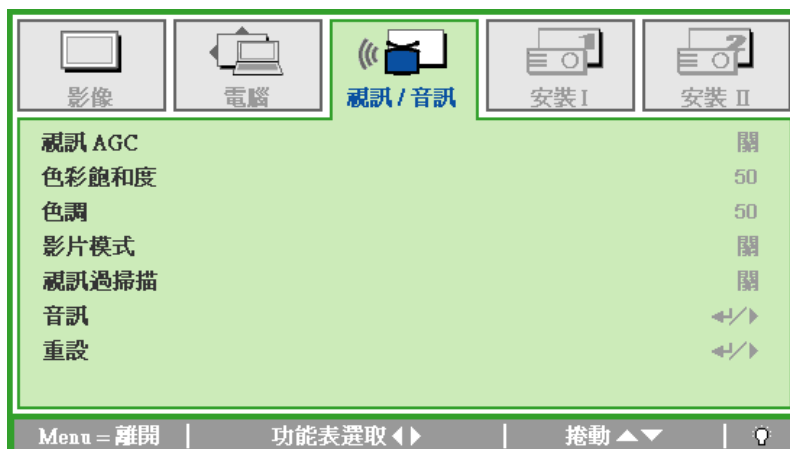 影像 電腦 視訊 / 音訊 安裝 I 安裝 II
視訊 AGC 關
色彩飽和度 50
色調 50
影片模式 關
視訊過掃描 關
音訊
重設
Menu = 離開 功能表選取 捲動